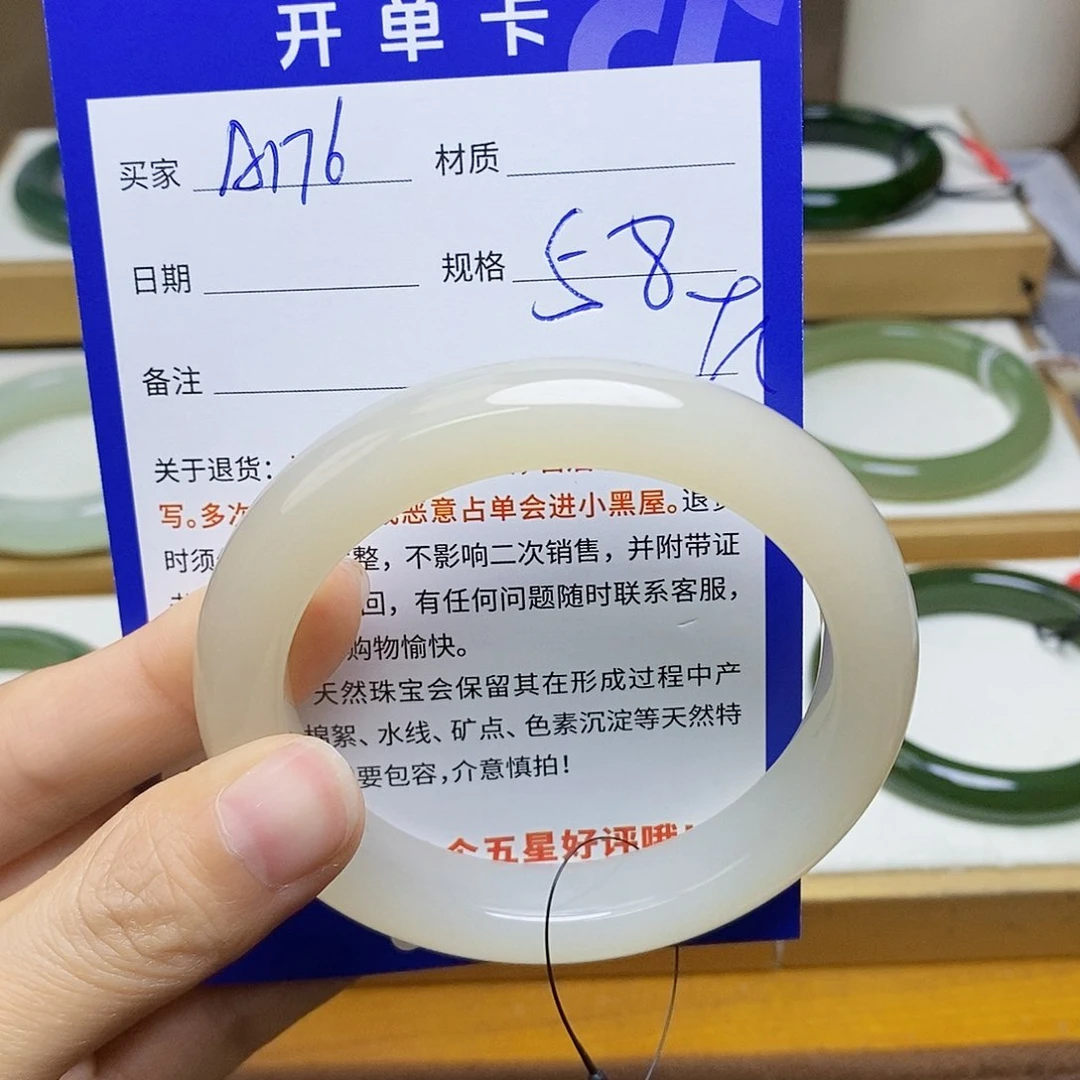 开单卡
买家 A176 材质
日期 规格 58
备注
关于退货：
写。多次 恶意占单会进小黑屋。退
时须 整，不影响二次销售，并附带证
回，有任何问题随时联系客服，
购物愉快。
天然珠宝会保留其在形成过程中产
棉絮、水线、矿点、色素沉淀等天然特
要包容，介意慎拍！
五星好评哦